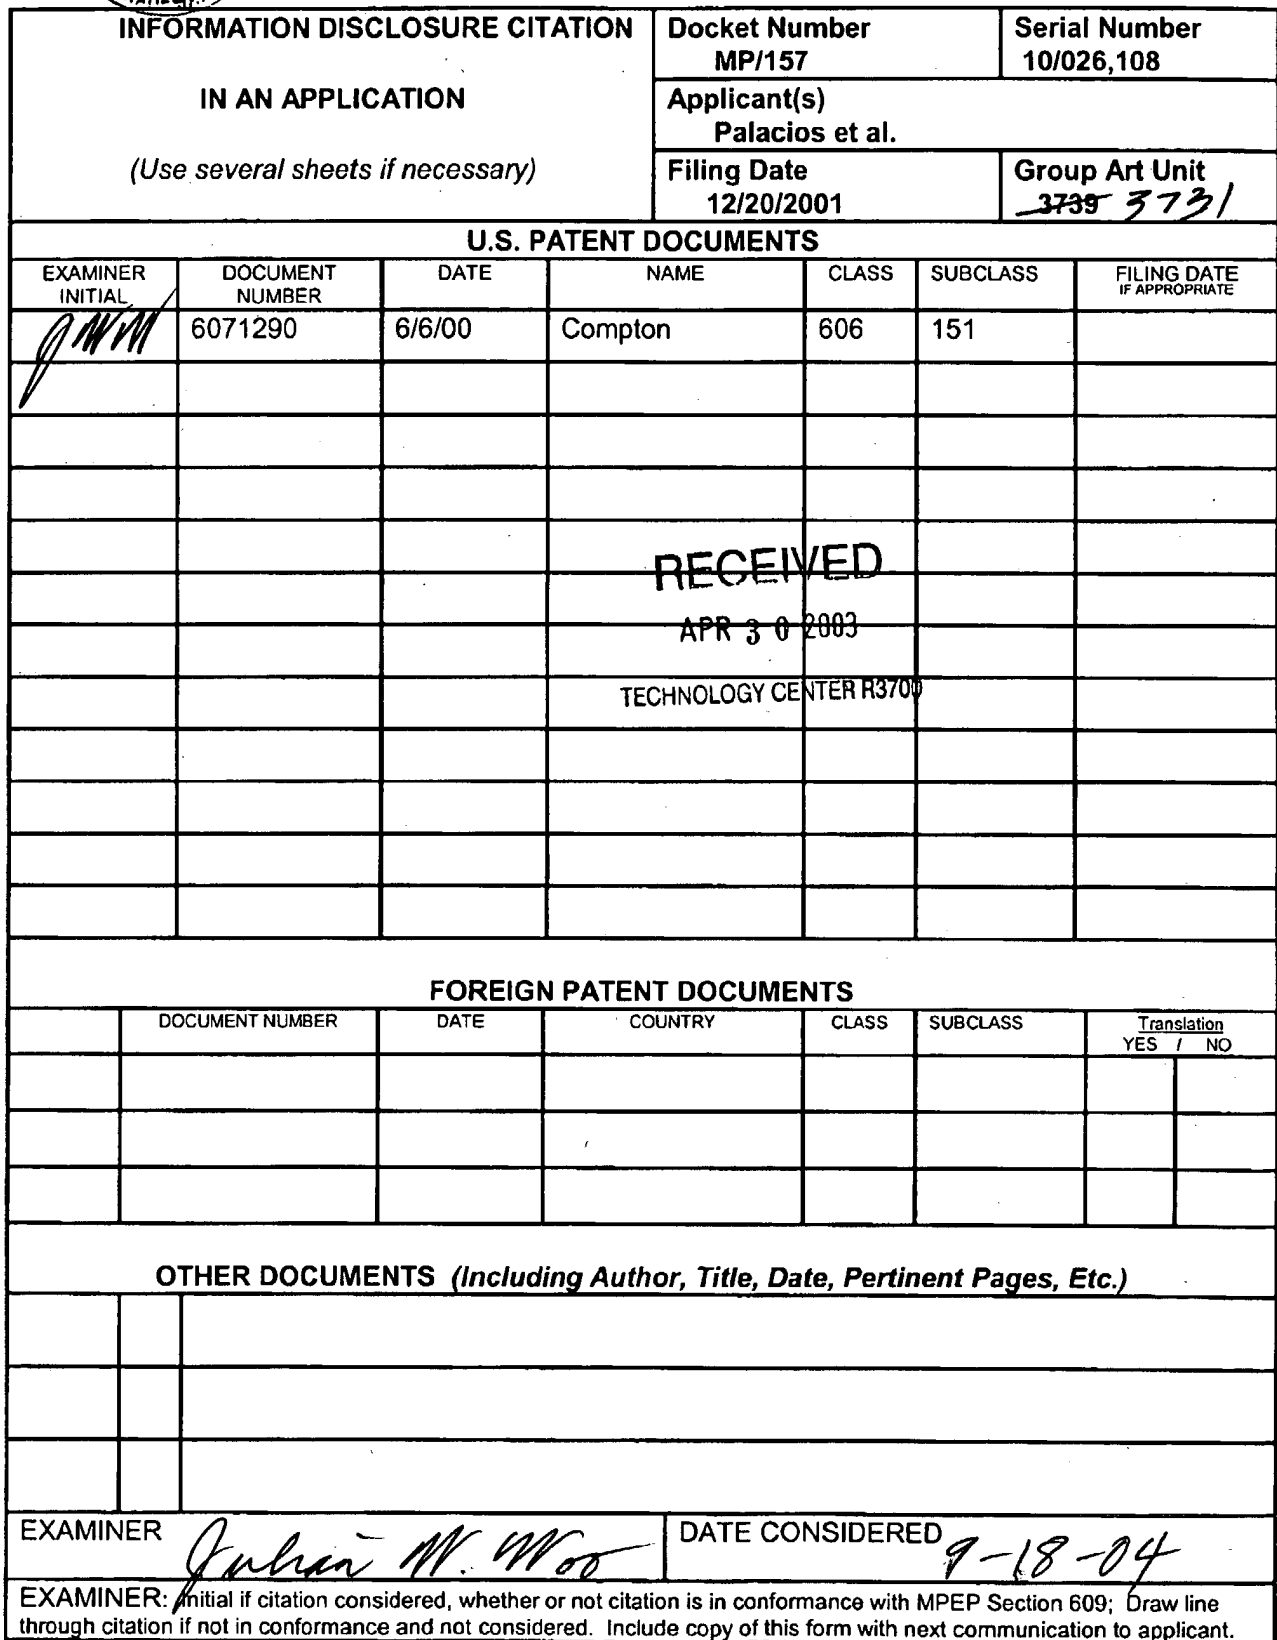 INFORMATION DISCLOSURE CITATION
IN AN APPLICATION
(Use several sheets if necessary)
Docket Number
MP/157
Serial Number
10/026,108
Applicant(s)
Palacios et al.
Filing Date
12/20/2001
Group Art Unit
3739 3731
U.S. PATENT DOCUMENTS
EXAMINER INITIAL DOCUMENT NUMBER DATE NAME CLASS SUBCLASS FILING DATE IF APPROPRIATE
JWW 6071290 6/6/00 Compton 606 151
RECEIVED
APR 30 2003
TECHNOLOGY CENTER R3700
FOREIGN PATENT DOCUMENTS
DOCUMENT NUMBER DATE COUNTRY CLASS SUBCLASS Translation
YES / NO
OTHER DOCUMENTS (Including Author, Title, Date, Pertinent Pages, Etc.)
EXAMINER Julian W. Woo DATE CONSIDERED 9-18-04
EXAMINER: Initial if citation considered, whether or not citation is in conformance with MPEP Section 609; Draw line
through citation if not in conformance and not considered. Include copy of this form with next communication to applicant.